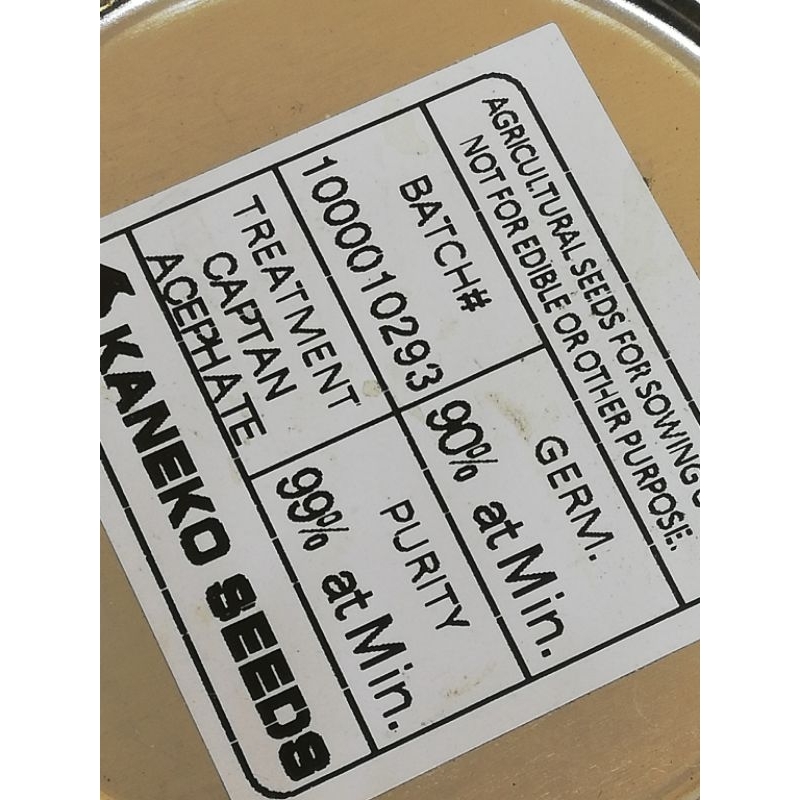 AGRICULTURAL SEEDS FOR SOWING
NOT FOR EDIBLE OR OTHER PURPOSE.
BATCH#
1000010293
GERM.
90% at Min.
TREATMENT
CAPTAN
ACEPHATE
PURITY
99% at Min.
KANEKO SEEDS